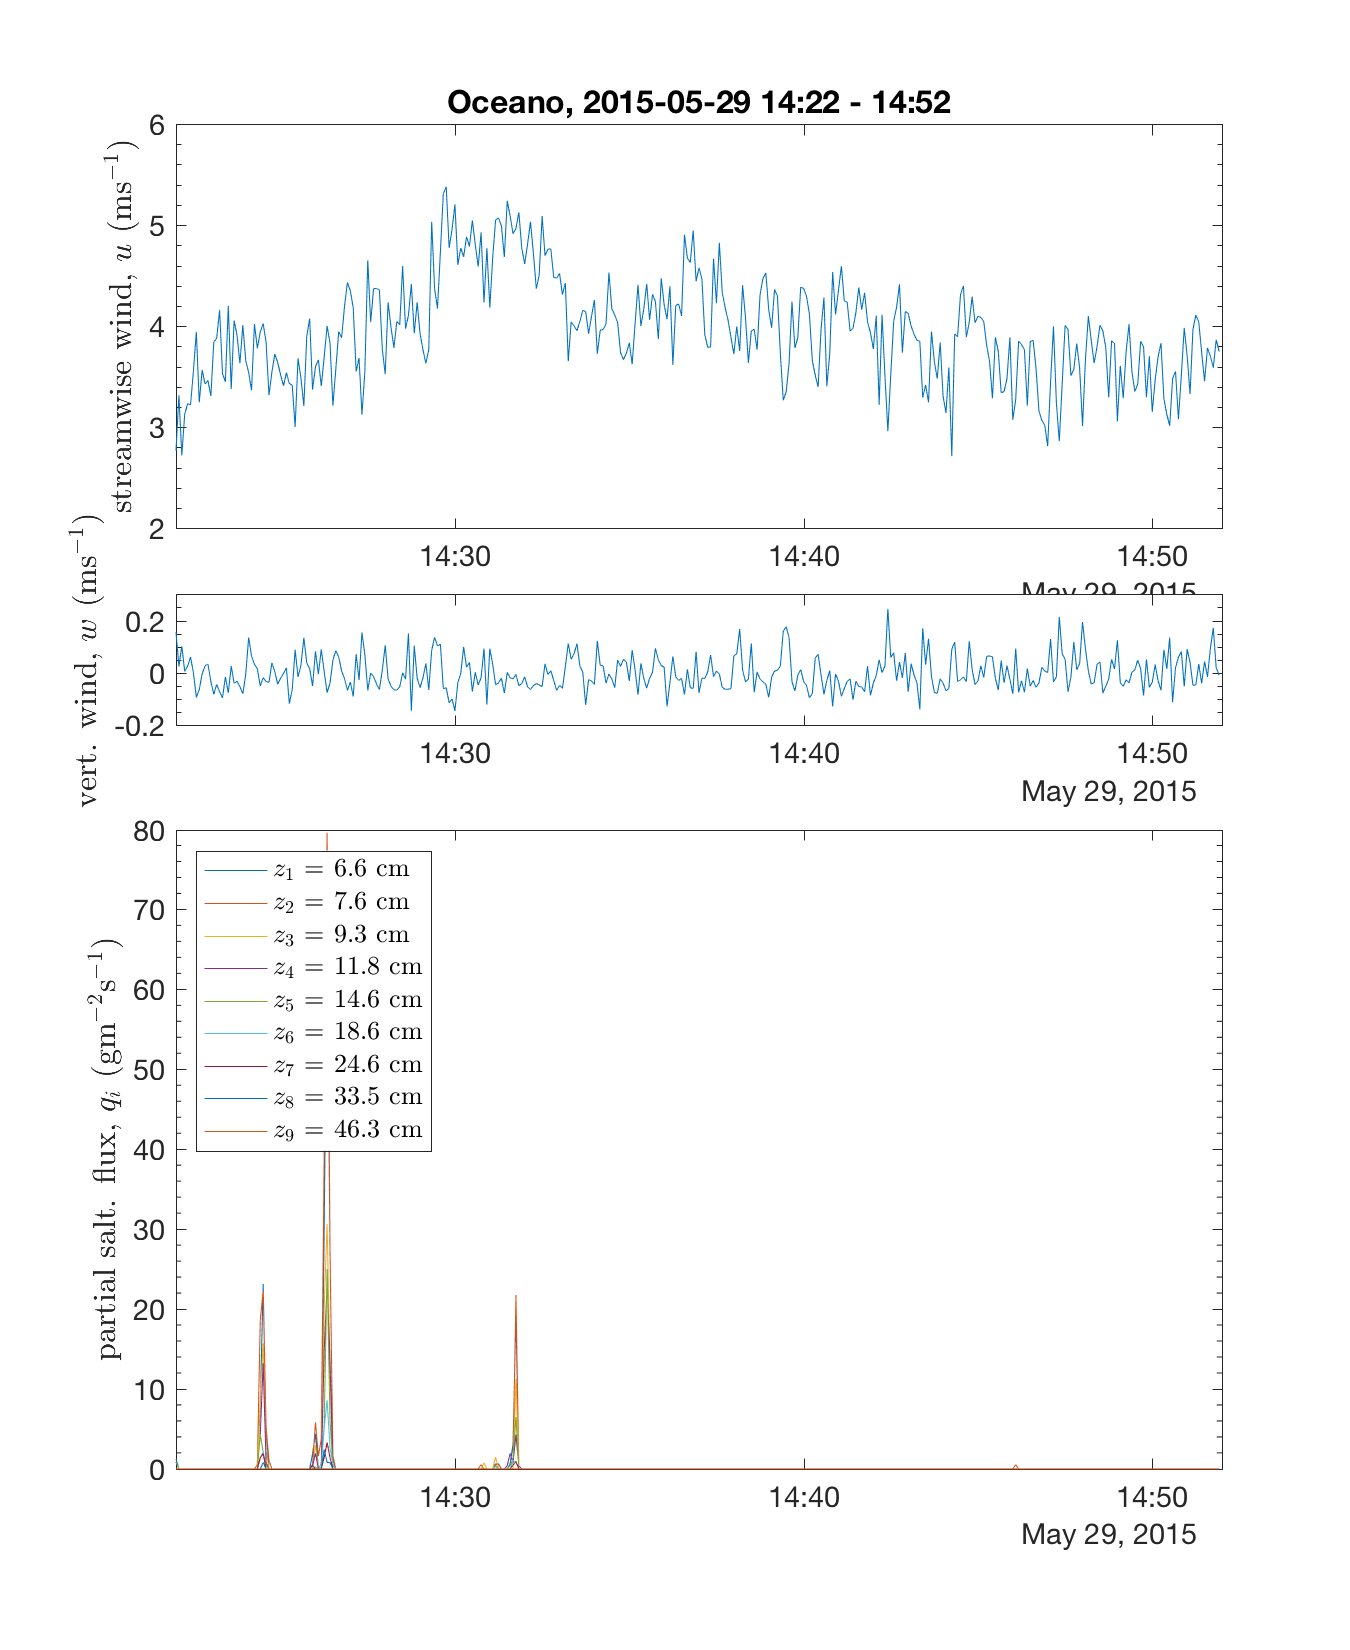 Oceano, 2015-05-29 14:22 - 14:52
streamwise wind, u (ms⁻¹)
6
5
4
3
2
14:30 14:40 14:50
May 29, 2015
vert. wind, w (ms⁻¹)
0.2
0
-0.2
14:30 14:40 14:50
May 29, 2015
partial salt. flux, qᵢ (gm⁻²s⁻¹)
80
70
60
50
40
30
20
10
0
z₁ = 6.6 cm
z₂ = 7.6 cm
z₃ = 9.3 cm
z₄ = 11.8 cm
z₅ = 14.6 cm
z₆ = 18.6 cm
z₇ = 24.6 cm
z₈ = 33.5 cm
z₉ = 46.3 cm
14:30 14:40 14:50
May 29, 2015